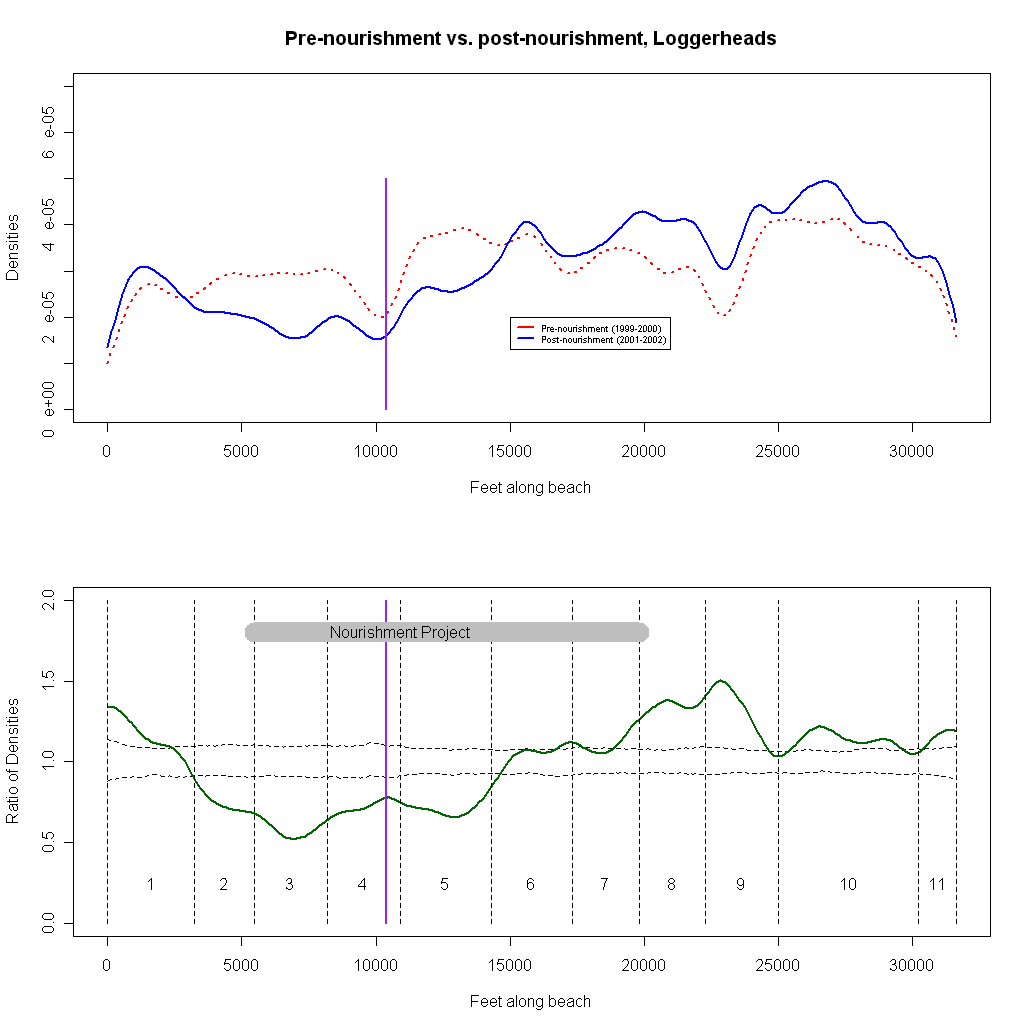 Pre-nourishment vs. post-nourishment, Loggerheads
Densities
0 e+00 2 e-05 4 e-05 6 e-05
Pre-nourishment (1999-2000)
Post-nourishment (2001-2002)
0 5000 10000 15000 20000 25000 30000
Feet along beach
Ratio of Densities
0.0 0.5 1.0 1.5 2.0
Nourishment Project
1 2 3 4 5 6 7 8 9 10 11
0 5000 10000 15000 20000 25000 30000
Feet along beach